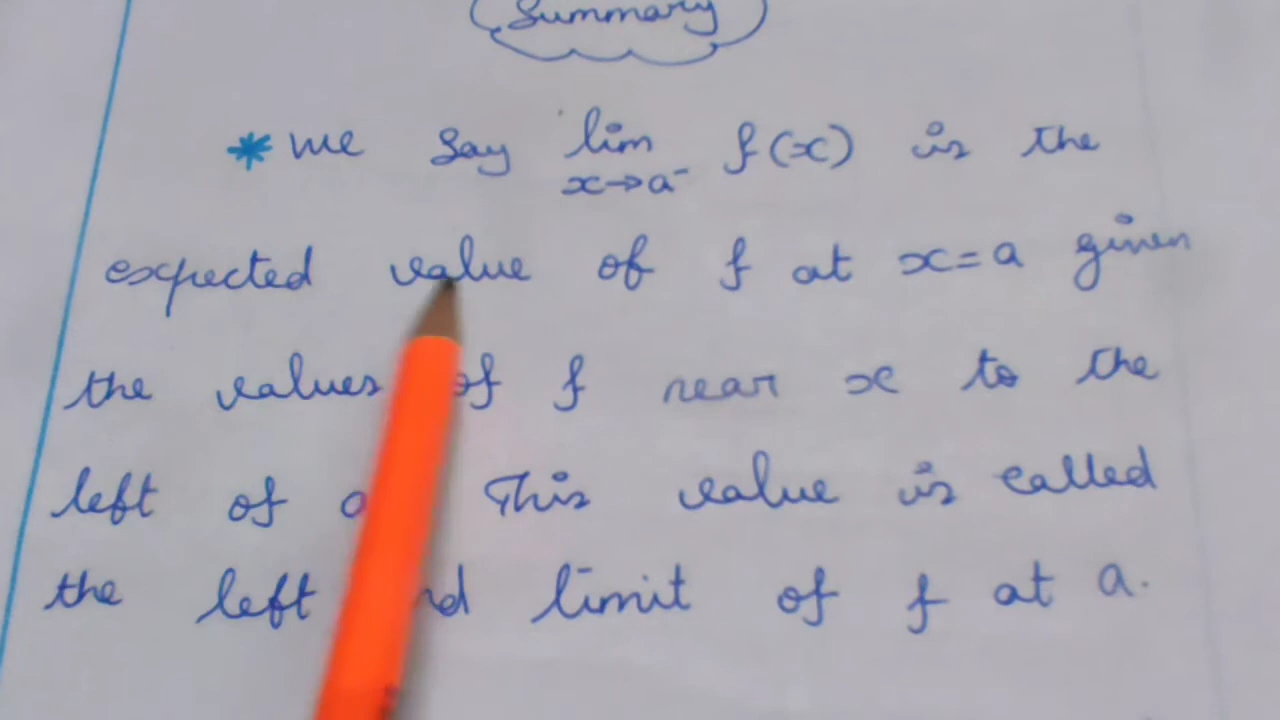 Summary
* We say lim f(x) is the
x→a⁻
expected value of f at x=a given
the values of f near x to the
left of This value is called
the left limit of f at a.